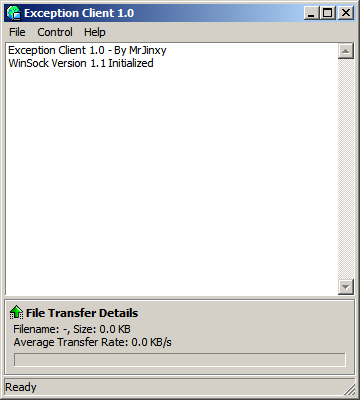 Exception Client 1.0
File Control Help
Exception Client 1.0 - By MrJinxy
WinSock Version 1.1 Initialized
File Transfer Details
Filename: -, Size: 0.0 KB
Average Transfer Rate: 0.0 KB/s
Ready